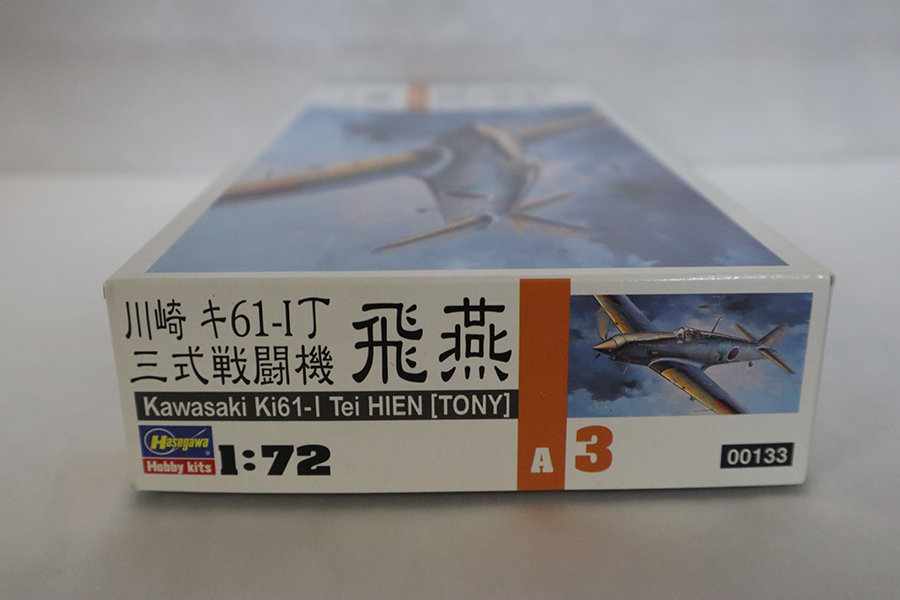 川崎 キ61-I丁
三式戦闘機 飛燕
Kawasaki Ki61-I Tei HIEN [TONY]
Hasegawa
Hobby kits
1:72
A 3
00133